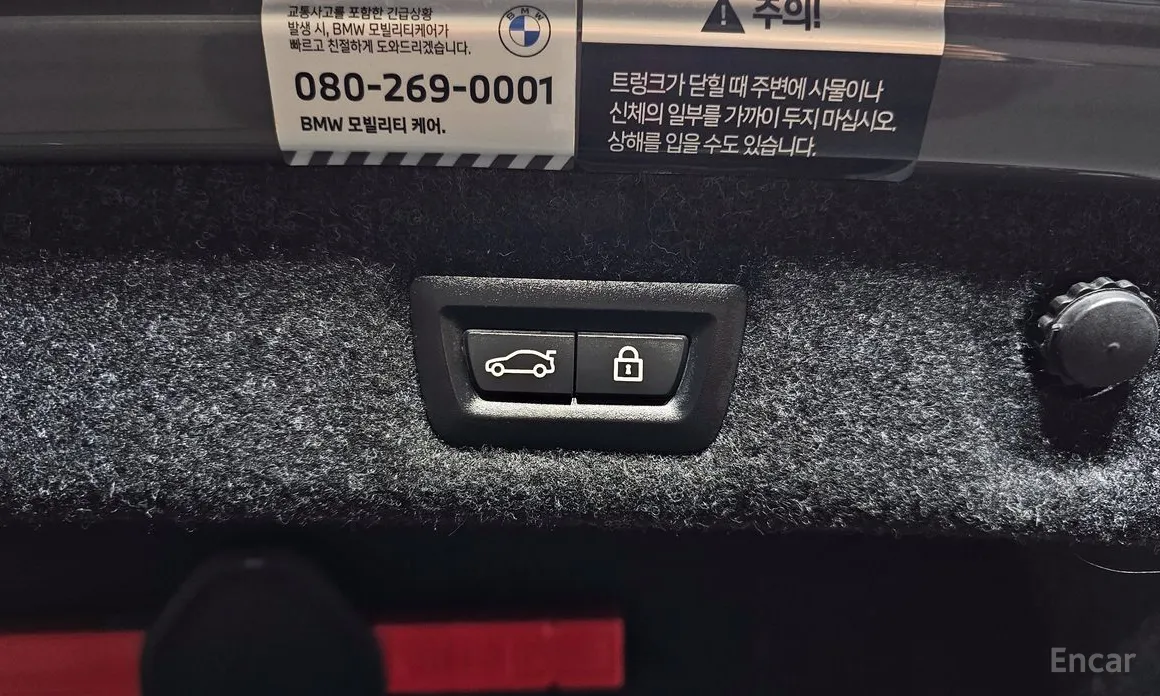 교통사고를 포함한 긴급상황
발생 시, BMW 모빌리티케어가
빠르고 친절하게 도와드리겠습니다.
BMW
080-269-0001
BMW 모빌리티 케어.
주의!
트렁크가 닫힐 때 주변에 사물이나
신체의 일부를 가까이 두지 마십시오.
상해를 입을 수도 있습니다.
Encar